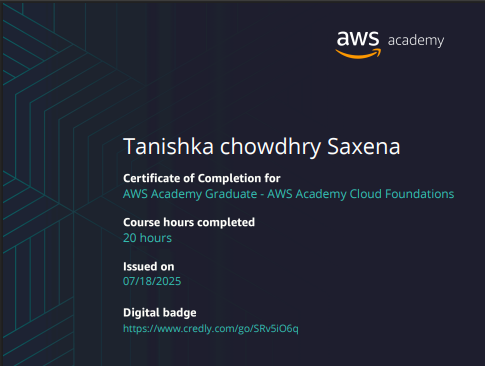 aws academy
Tanishka chowdhry Saxena
Certificate of Completion for
AWS Academy Graduate - AWS Academy Cloud Foundations
Course hours completed
20 hours
Issued on
07/18/2025
Digital badge
https://www.credly.com/go/SRv5iO6q